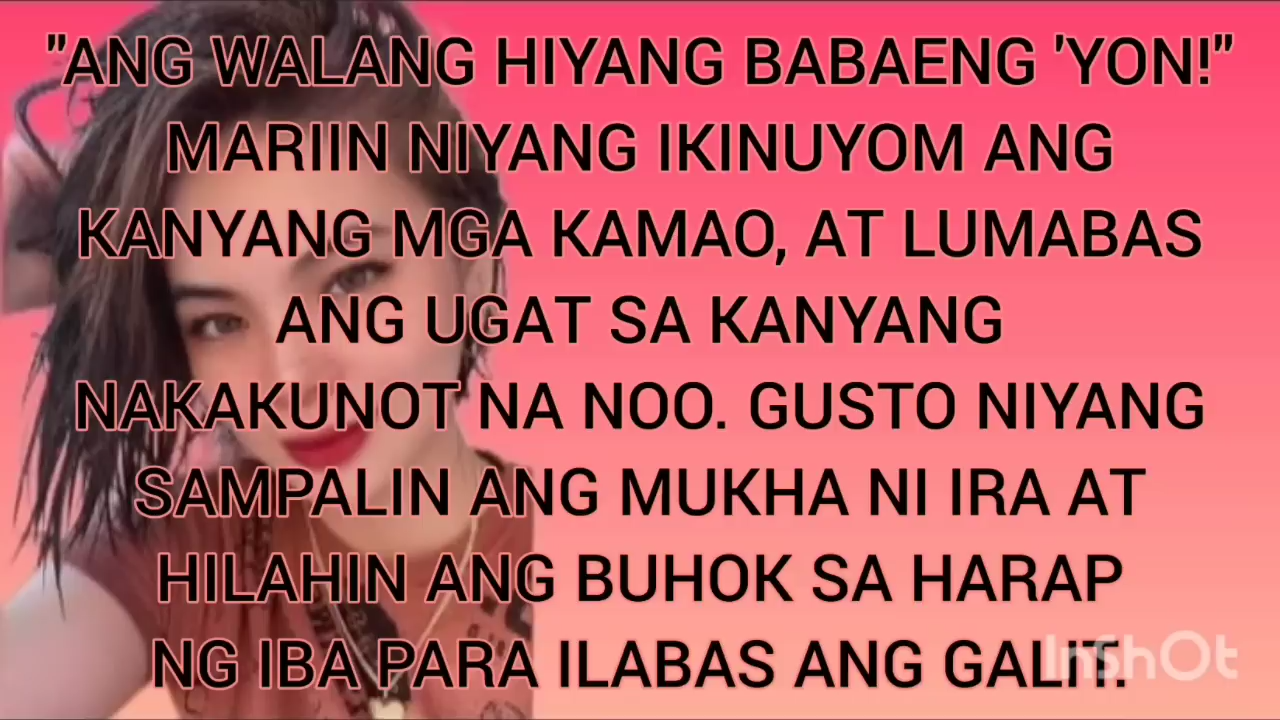 "ANG WALANG HIYANG BABAENG 'YON!"
MARIIN NIYANG IKINUYOM ANG
KANYANG MGA KAMAO, AT LUMABAS
ANG UGAT SA KANYANG
NAKAKUNOT NA NOO. GUSTO NIYANG
SAMPALIN ANG MUKHA NI IRA AT
HILAHIN ANG BUHOK SA HARAP
NG IBA PARA ILABAS ANG GALIT.
InShOt